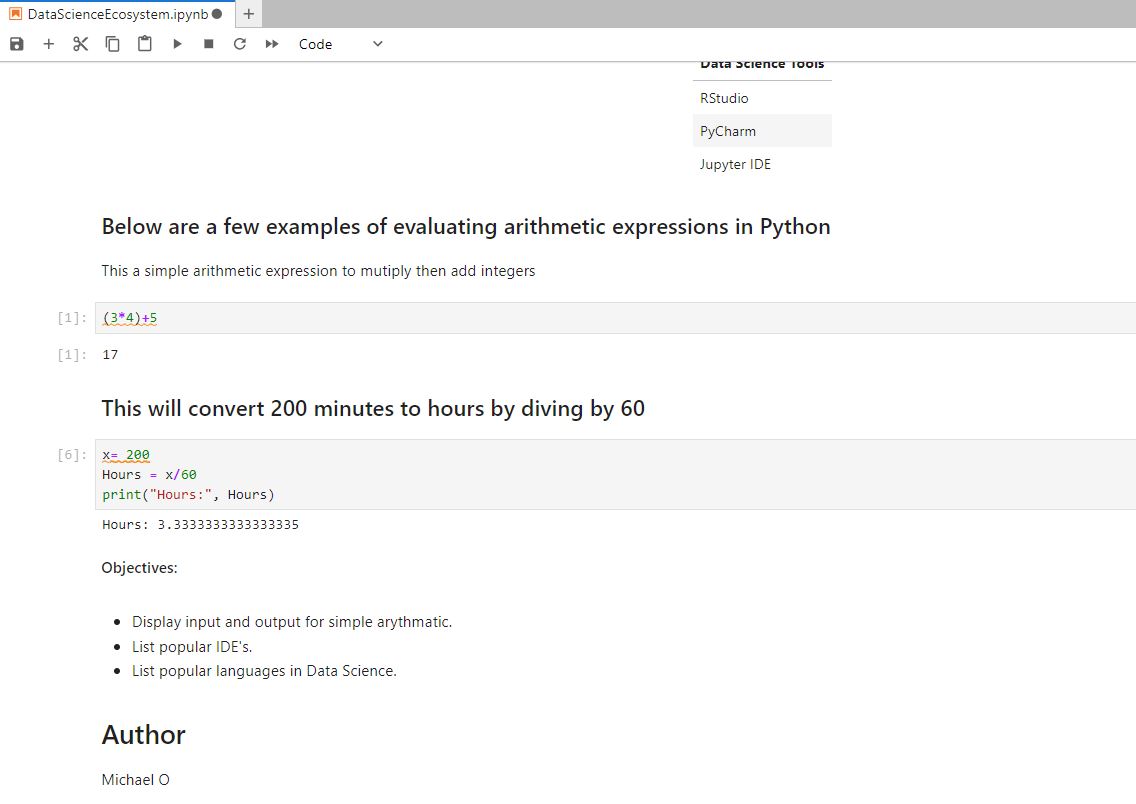 DataScienceEcosystem.ipynb
Code
Data Science Tools
RStudio
PyCharm
Jupyter IDE
Below are a few examples of evaluating arithmetic expressions in Python
This a simple arithmetic expression to mutiply then add integers
[1]: (3*4)+5
[1]: 17
This will convert 200 minutes to hours by diving by 60
[6]: x= 200
Hours = x/60
print("Hours:", Hours)
Hours: 3.3333333333333335
Objectives:
Display input and output for simple arythmatic.
List popular IDE's.
List popular languages in Data Science.
Author
Michael O